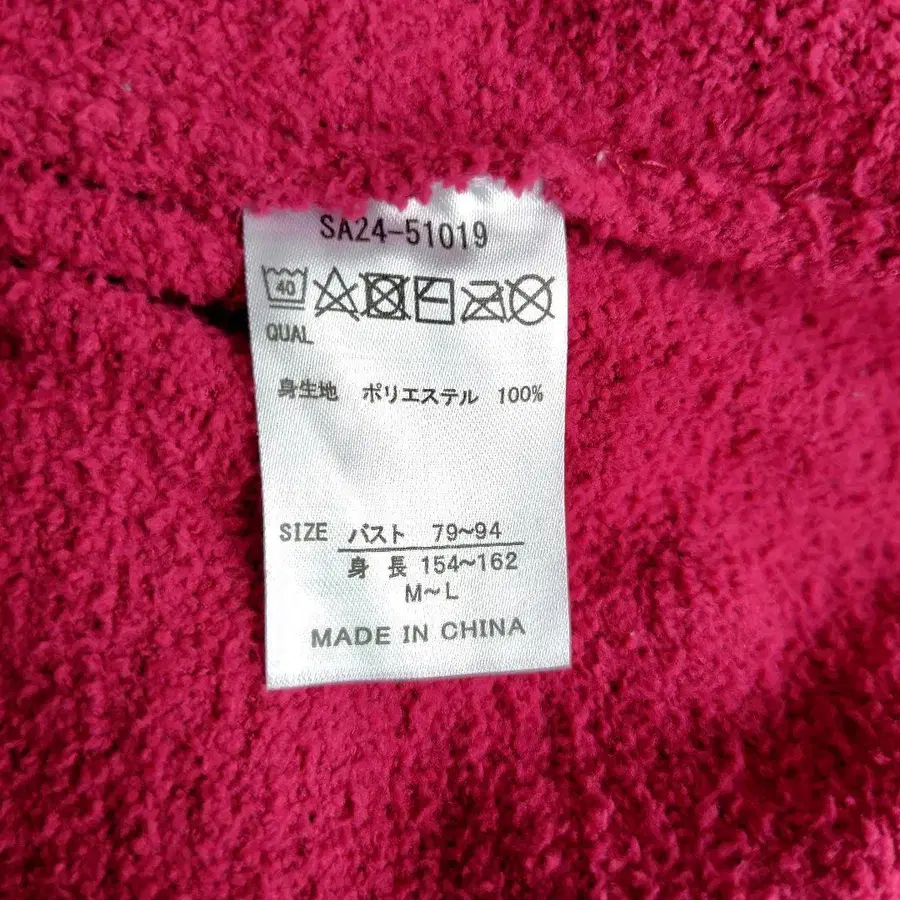 SA24-51019
40
QUAL
身生地 ポリエステル 100%
SIZE バスト 79~94
身長 154~162
M~L
MADE IN CHINA